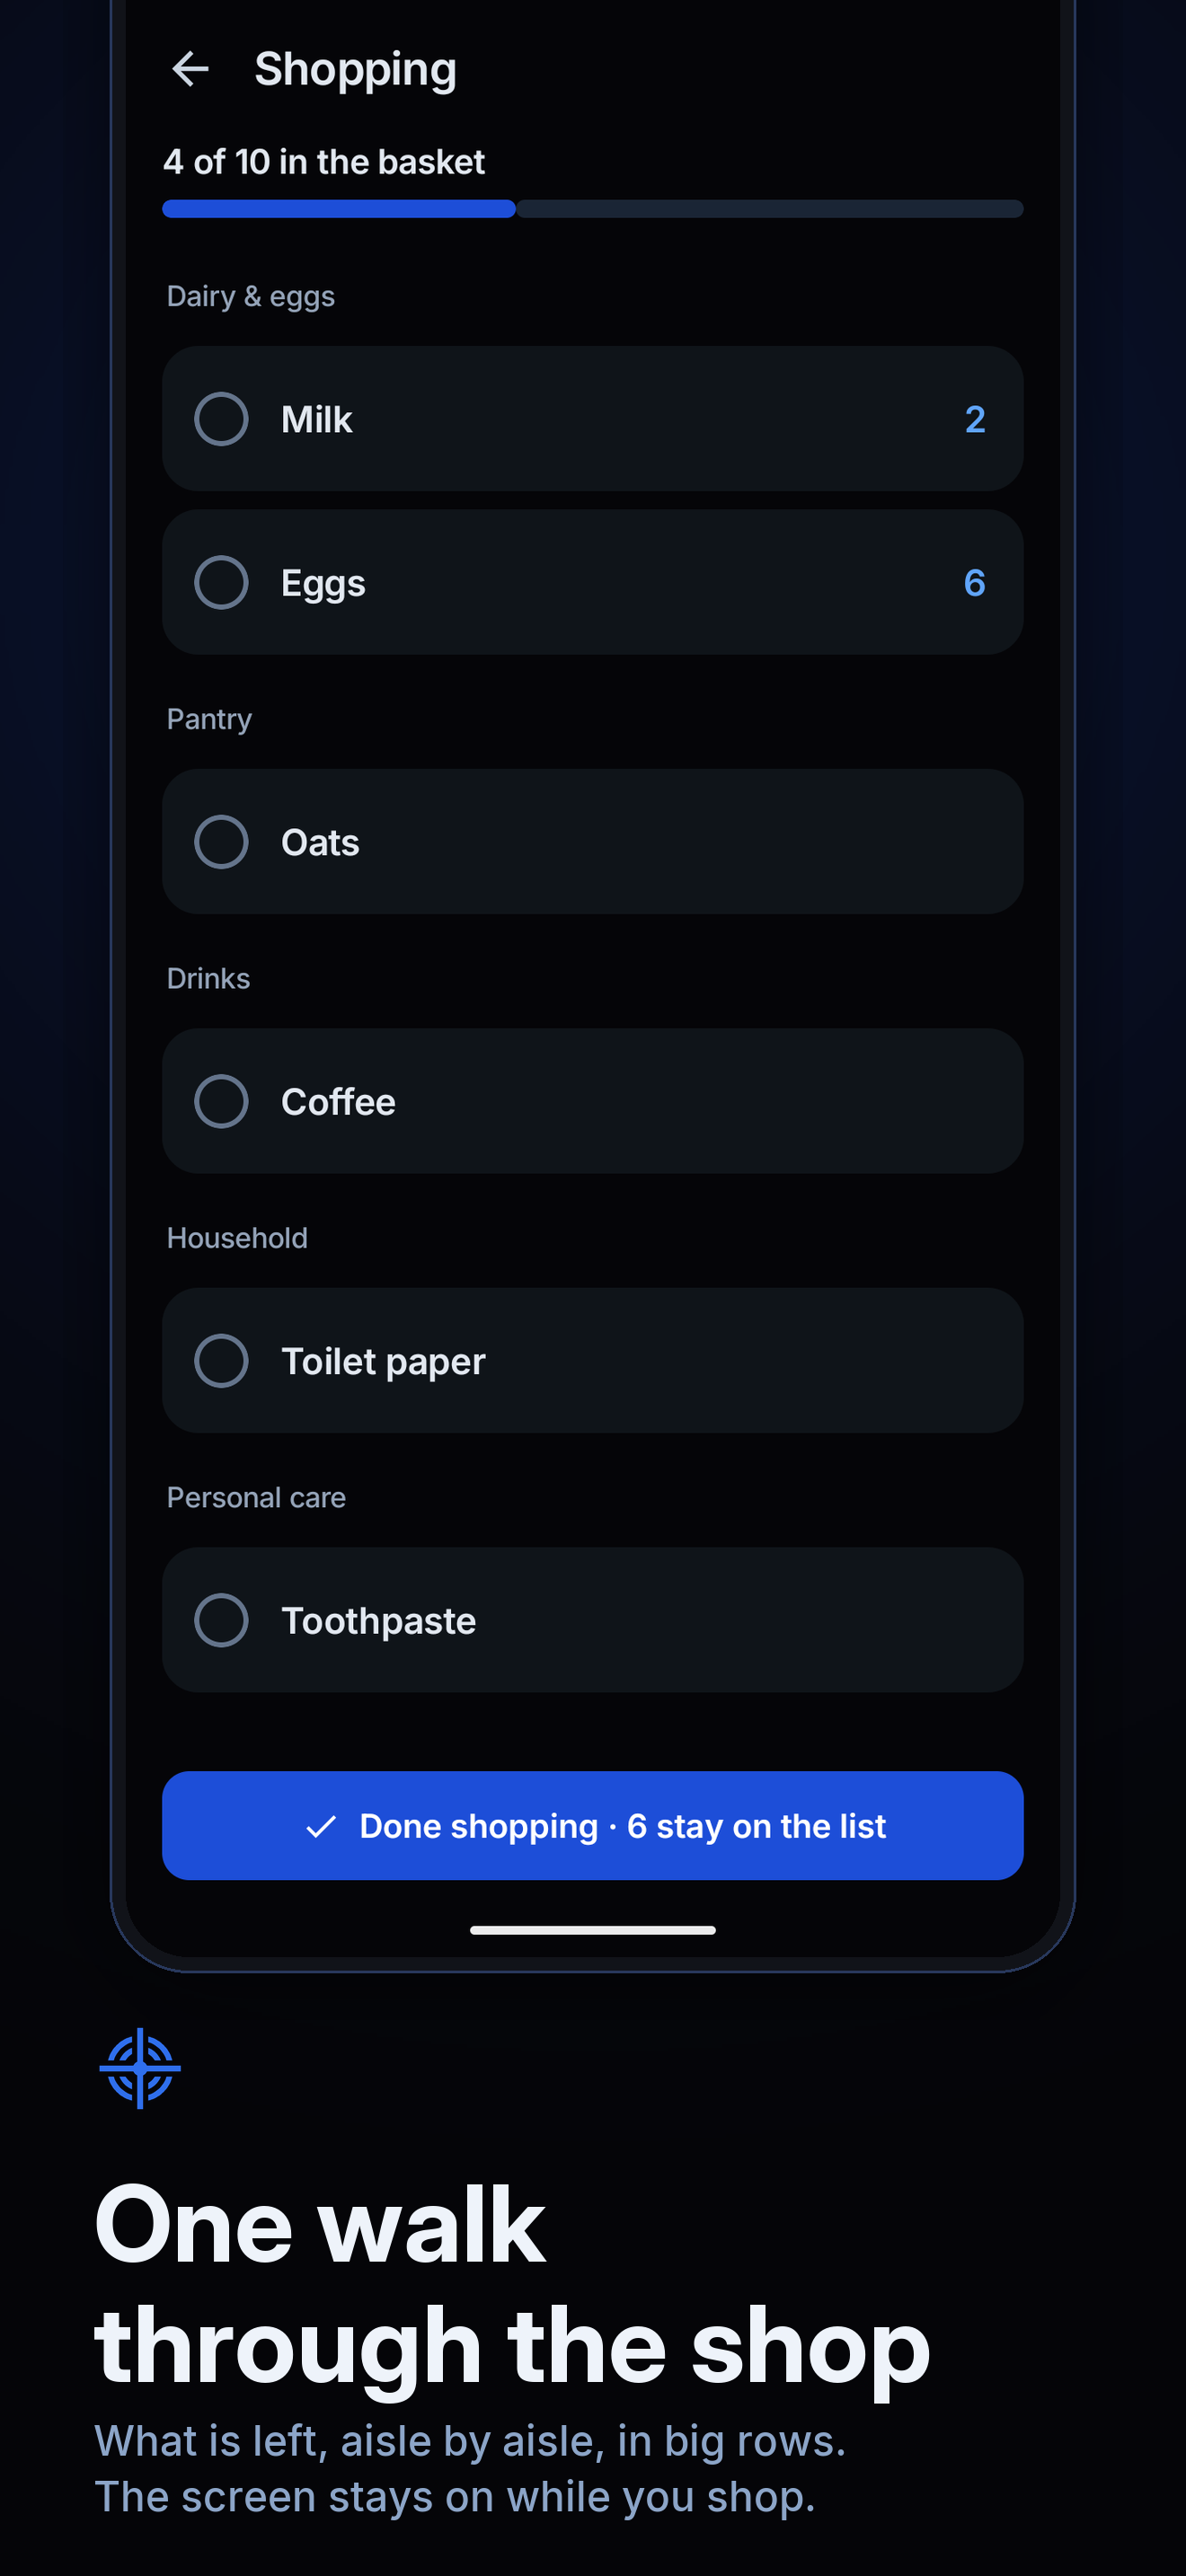 Shopping
4 of 10 in the basket
Dairy & eggs
Milk 2
Eggs 6
Pantry
Oats
Drinks
Coffee
Household
Toilet paper
Personal care
Toothpaste
Done shopping · 6 stay on the list
One walk
through the shop
What is left, aisle by aisle, in big rows.
The screen stays on while you shop.